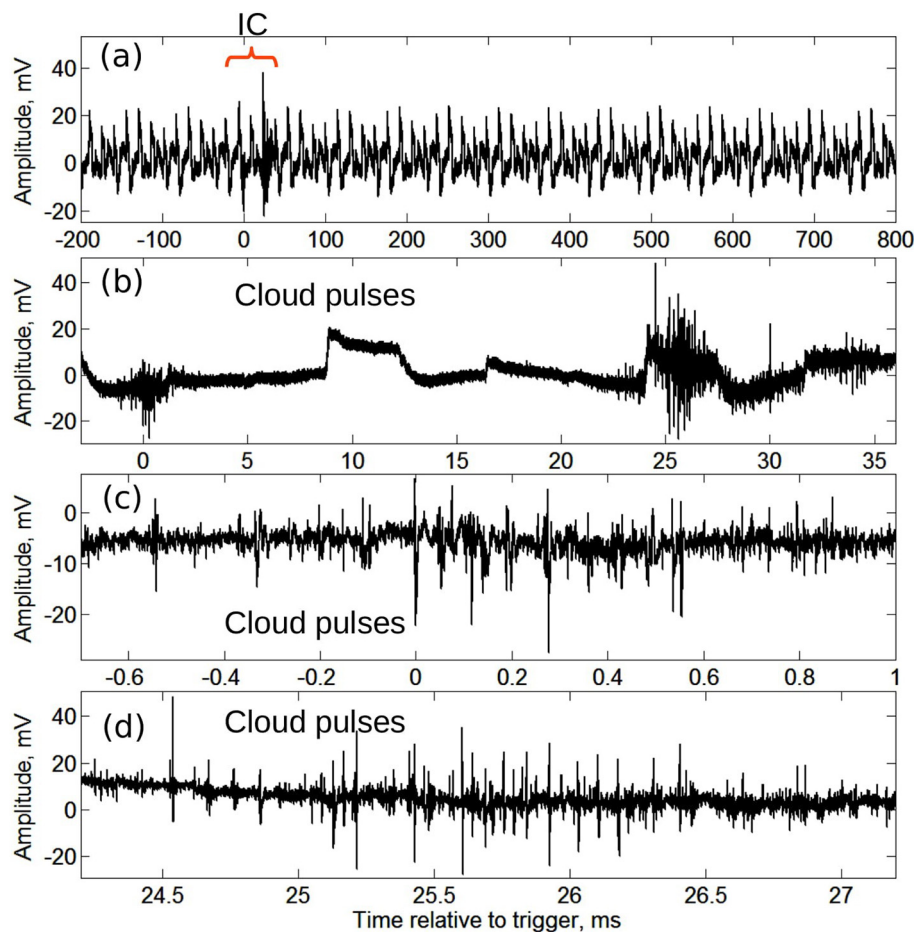 IC
(a)
Amplitude, mV
40
20
0
-20
-200 -100 0 100 200 300 400 500 600 700 800
(b)
Cloud pulses
Amplitude, mV
40
20
0
-20
0 5 10 15 20 25 30 35
(c)
Amplitude, mV
0
-10
-20
Cloud pulses
-0.6 -0.4 -0.2 0 0.2 0.4 0.6 0.8 1
(d)
Cloud pulses
Amplitude, mV
40
20
0
-20
24.5 25 25.5 26 26.5 27
Time relative to trigger, ms